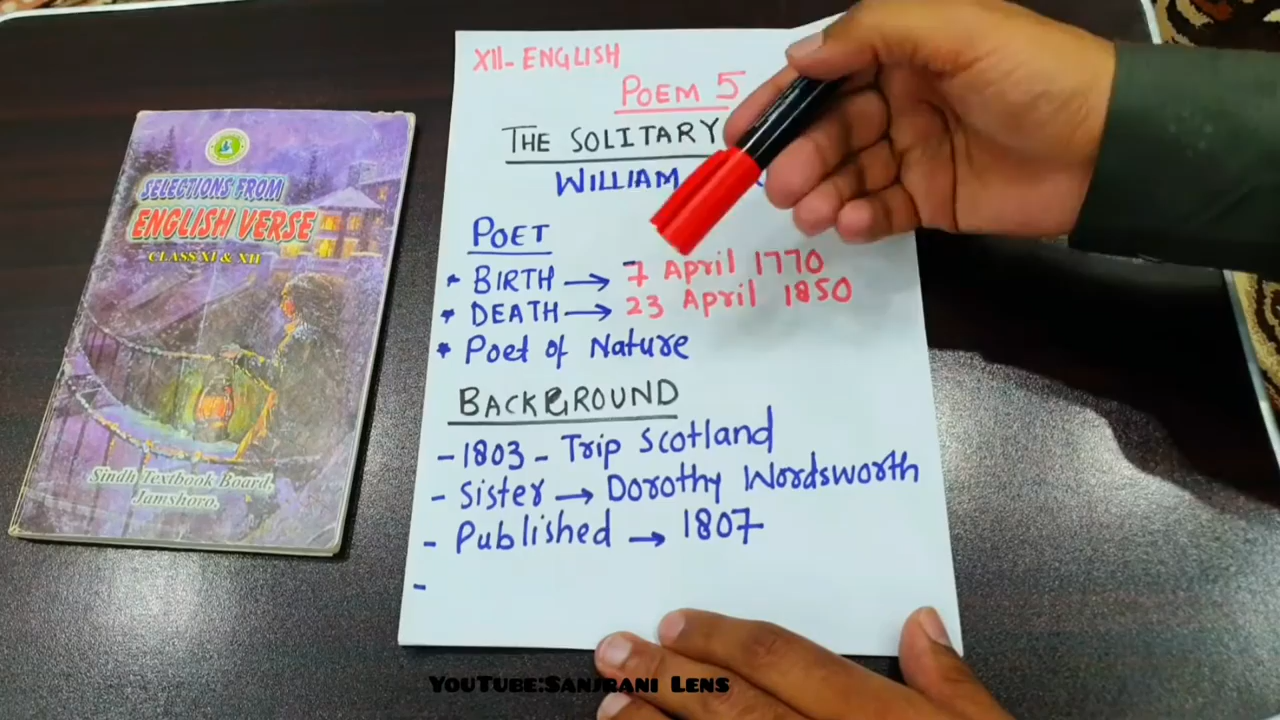 XII- ENGLISH
POEM 5
THE SOLITARY
WILLIAM
POET
* BIRTH → 7 April 1770
* DEATH → 23 April 1850
* Poet of Nature
BACKGROUND
- 1803 - Trip Scotland
- Sister → Dorothy Wordsworth
- Published → 1807
-
SELECTIONS FROM
ENGLISH VERSE
CLASS XI & XII
Sindh Textbook Board,
Jamshoro.
YouTube:Sanjrani Lens